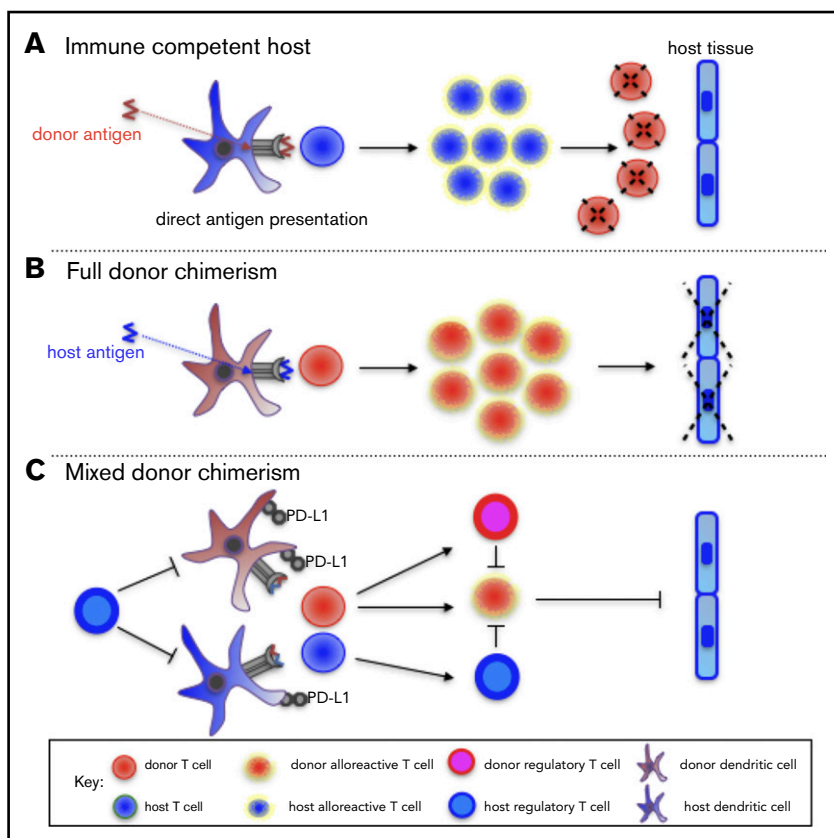 A Immune competent host
host tissue
donor antigen
direct antigen presentation
B Full donor chimerism
host antigen
C Mixed donor chimerism
PD-L1
PD-L1
PD-L1
Key:
donor T cell
donor alloreactive T cell
donor regulatory T cell
donor dendritic cell
host T cell
host alloreactive T cell
host regulatory T cell
host dendritic cell